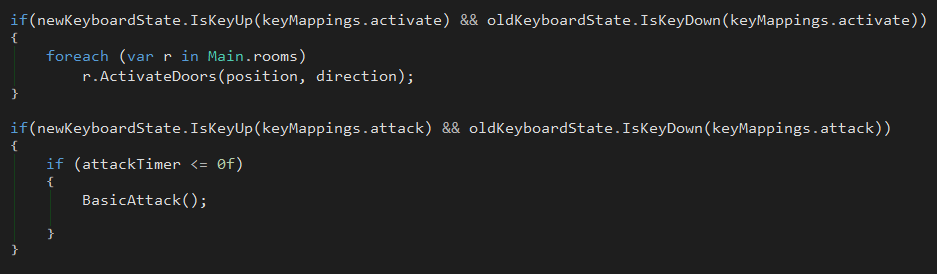 if(newKeyboardState.IsKeyUp(keyMappings.activate) && oldKeyboardState.IsKeyDown(keyMappings.activate))
{
    foreach (var r in Main.rooms)
        r.ActivateDoors(position, direction);
}
if(newKeyboardState.IsKeyUp(keyMappings.attack) && oldKeyboardState.IsKeyDown(keyMappings.attack))
{
    if (attackTimer <= 0f)
    {
        BasicAttack();
    }
}